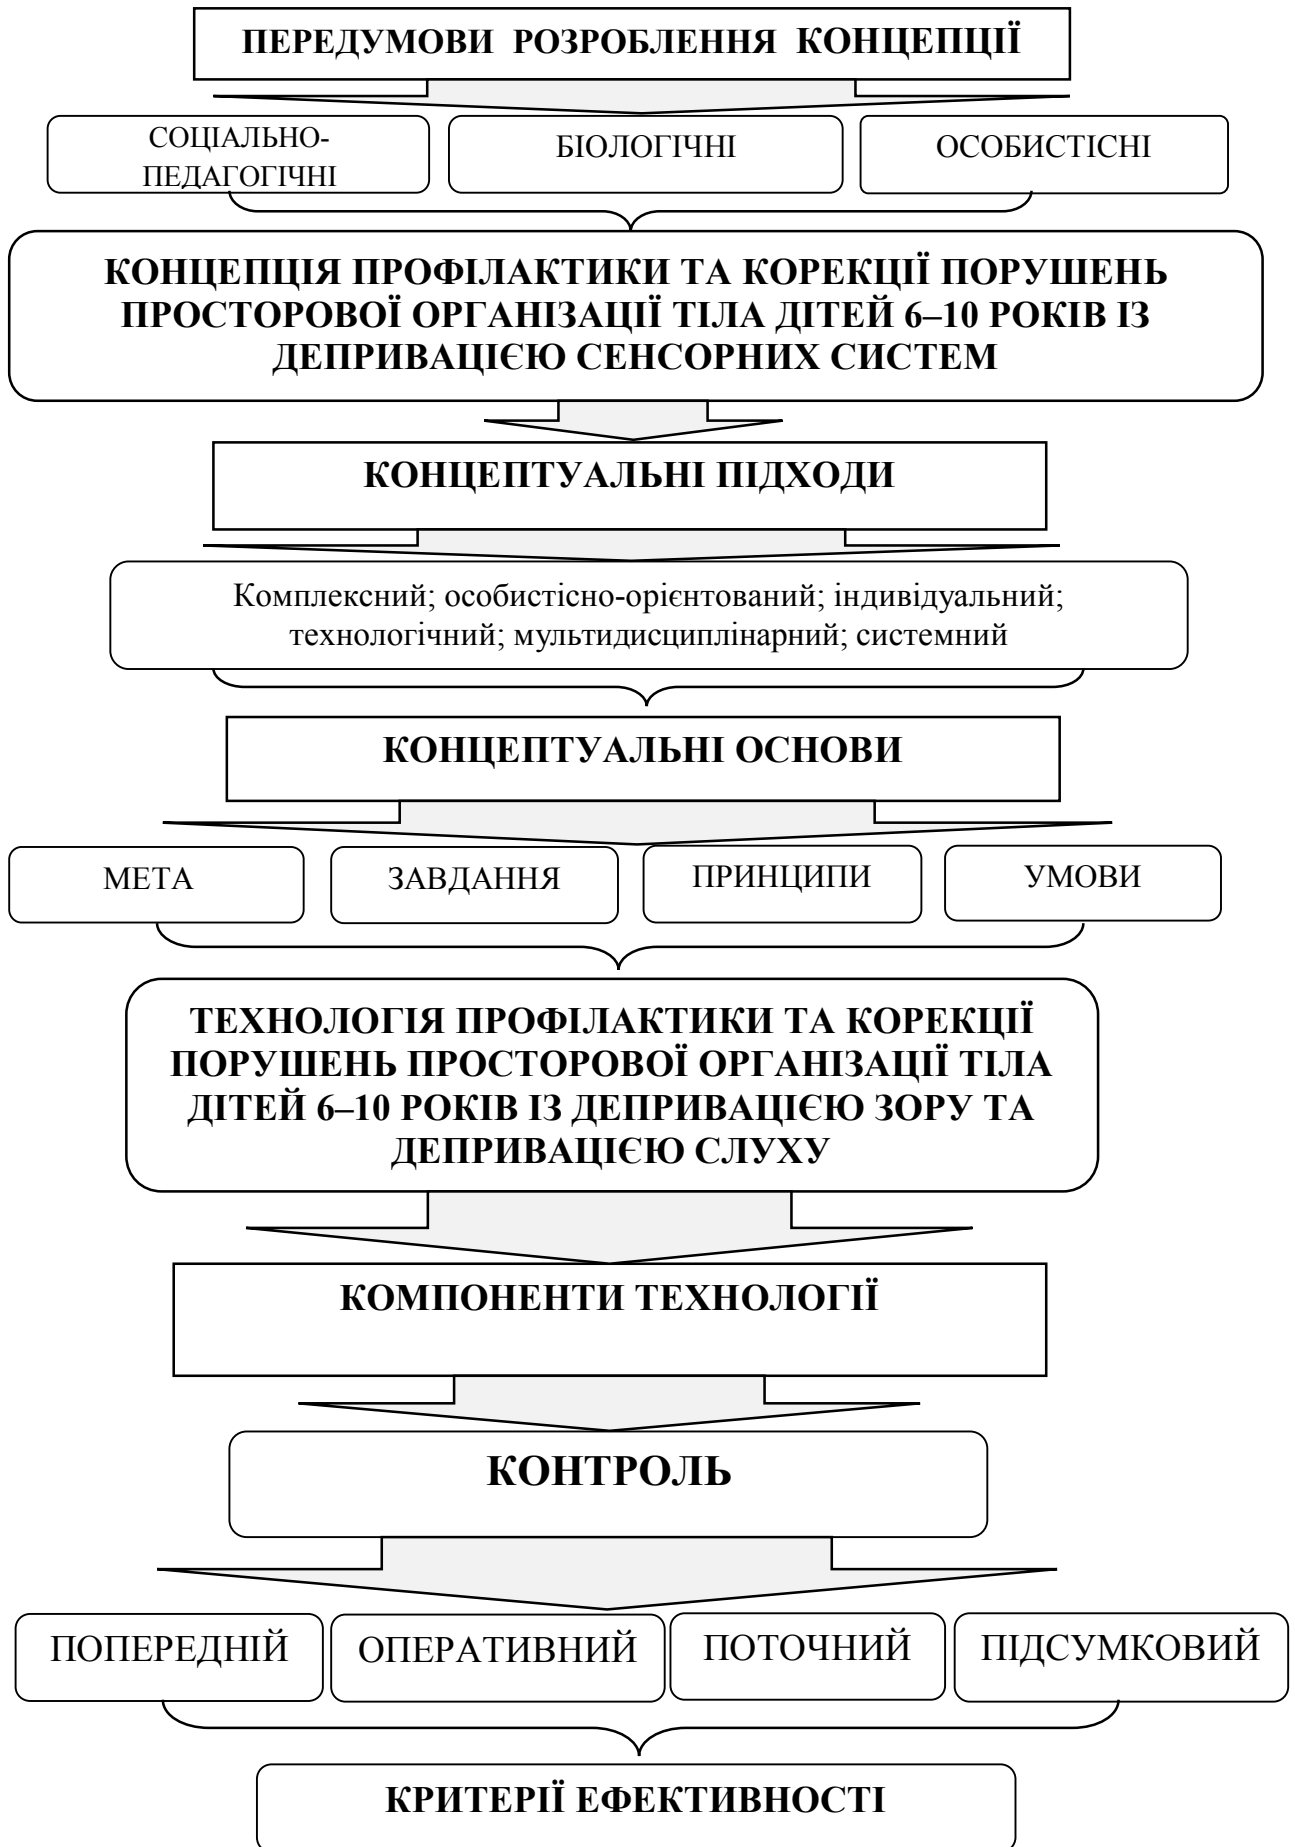 ПЕРЕДУМОВИ РОЗРОБЛЕННЯ КОНЦЕПЦІЇ
СОЦІАЛЬНО-
ПЕДАГОГІЧНІ
БІОЛОГІЧНІ
ОСОБИСТІСНІ
КОНЦЕПЦІЯ ПРОФІЛАКТИКИ ТА КОРЕКЦІЇ ПОРУШЕНЬ
ПРОСТОРОВОЇ ОРГАНІЗАЦІЇ ТІЛА ДІТЕЙ 6–10 РОКІВ ІЗ
ДЕПРИВАЦІЄЮ СЕНСОРНИХ СИСТЕМ
КОНЦЕПТУАЛЬНІ ПІДХОДИ
Комплексний; особистісно-орієнтований; індивідуальний;
технологічний; мультидисциплінарний; системний
КОНЦЕПТУАЛЬНІ ОСНОВИ
МЕТА
ЗАВДАННЯ
ПРИНЦИПИ
УМОВИ
ТЕХНОЛОГІЯ ПРОФІЛАКТИКИ ТА КОРЕКЦІЇ
ПОРУШЕНЬ ПРОСТОРОВОЇ ОРГАНІЗАЦІЇ ТІЛА
ДІТЕЙ 6–10 РОКІВ ІЗ ДЕПРИВАЦІЄЮ ЗОРУ ТА
ДЕПРИВАЦІЄЮ СЛУХУ
КОМПОНЕНТИ ТЕХНОЛОГІЇ
КОНТРОЛЬ
ПОПЕРЕДНІЙ
ОПЕРАТИВНИЙ
ПОТОЧНИЙ
ПІДСУМКОВИЙ
КРИТЕРІЇ ЕФЕКТИВНОСТІ